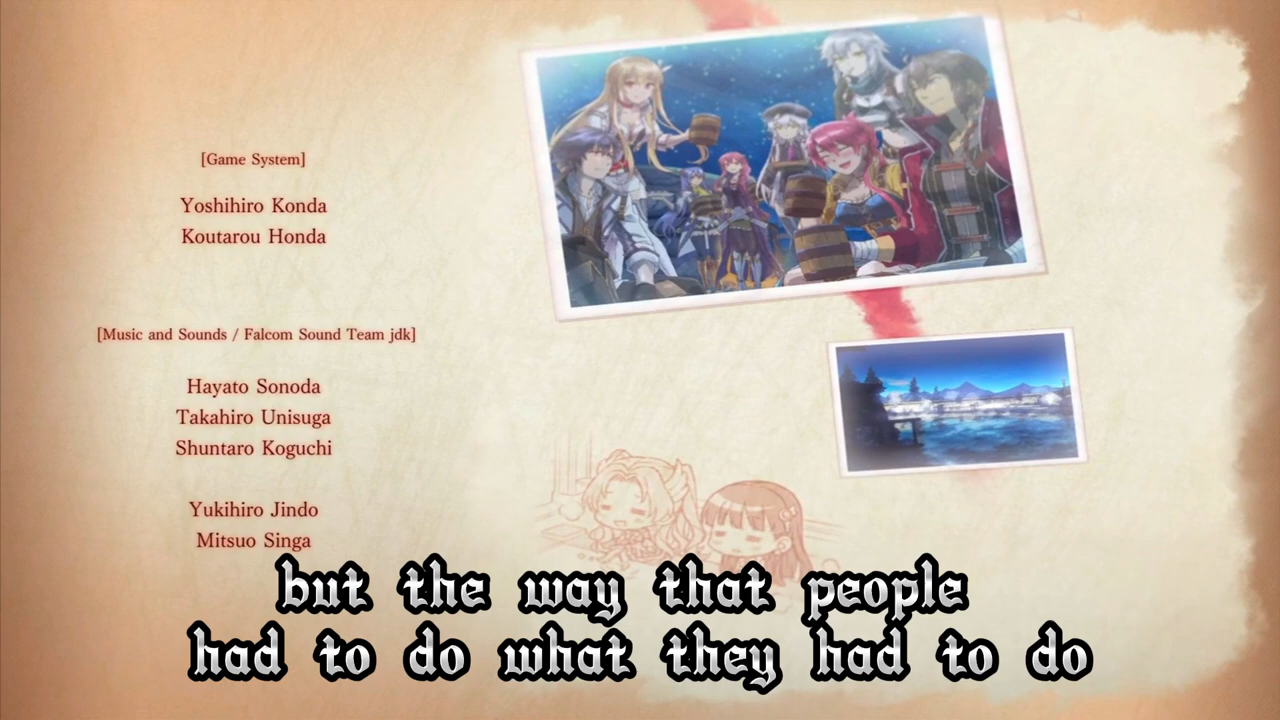 [Game System]
Yoshihiro Konda
Koutarou Honda
[Music and Sounds / Falcom Sound Team jdk]
Hayato Sonoda
Takahiro Unisuga
Shuntaro Koguchi
Yukihiro Jindo
Mitsuo Singa
but the way that people
had to do what they had to do